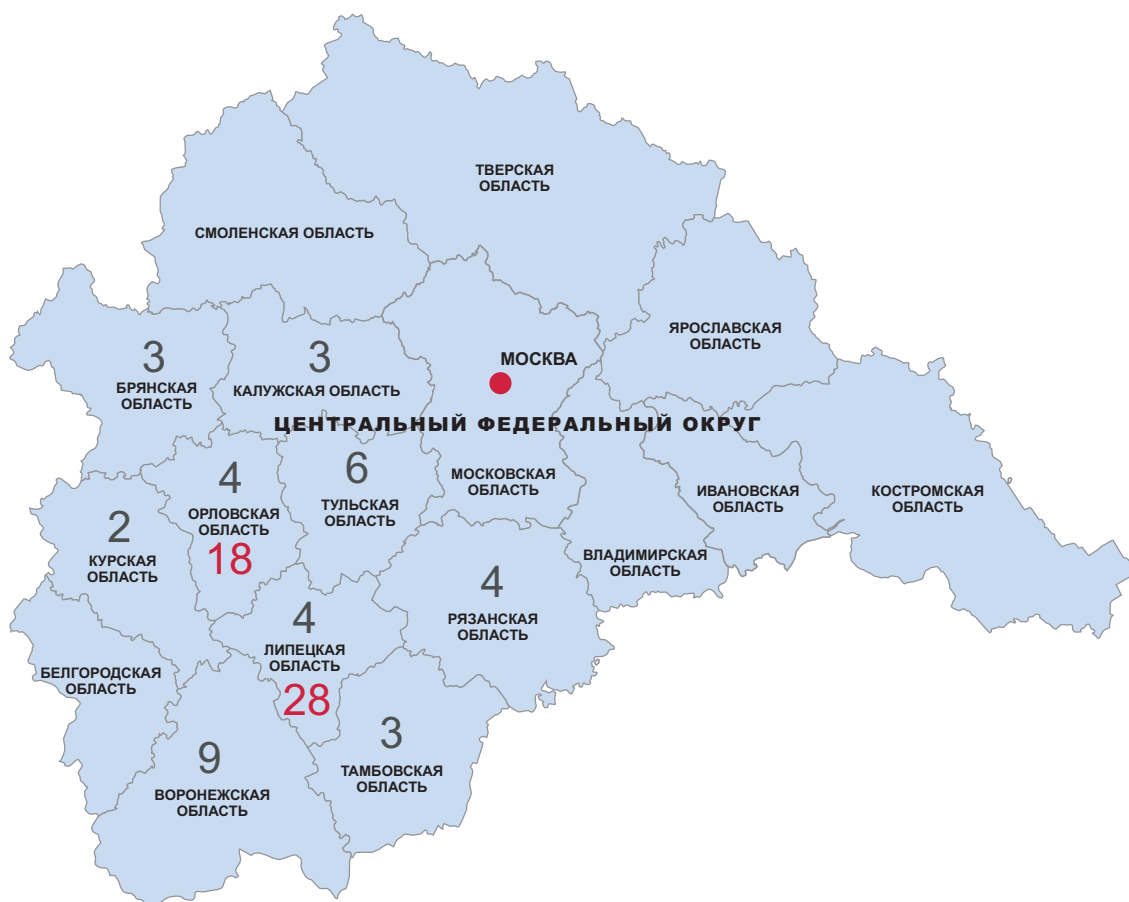 ТВЕРСКАЯ
ОБЛАСТЬ
СМОЛЕНСКАЯ ОБЛАСТЬ
ЯРОСЛАВСКАЯ
ОБЛАСТЬ
3
БРЯНСКАЯ
ОБЛАСТЬ
3
КАЛУЖСКАЯ ОБЛАСТЬ
МОСКВА
ЦЕНТРАЛЬНЫЙ ФЕДЕРАЛЬНЫЙ ОКРУГ
4
ОРЛОВСКАЯ
ОБЛАСТЬ
18
6
ТУЛЬСКАЯ
ОБЛАСТЬ
МОСКОВСКАЯ
ОБЛАСТЬ
ИВАНОВСКАЯ
ОБЛАСТЬ
КОСТРОМСКАЯ
ОБЛАСТЬ
2
КУРСКАЯ
ОБЛАСТЬ
ВЛАДИМИРСКАЯ
ОБЛАСТЬ
4
РЯЗАНСКАЯ
ОБЛАСТЬ
4
ЛИПЕЦКАЯ
ОБЛАСТЬ
28
БЕЛГОРОДСКАЯ
ОБЛАСТЬ
9
ВОРОНЕЖСКАЯ
ОБЛАСТЬ
3
ТАМБОВСКАЯ
ОБЛАСТЬ